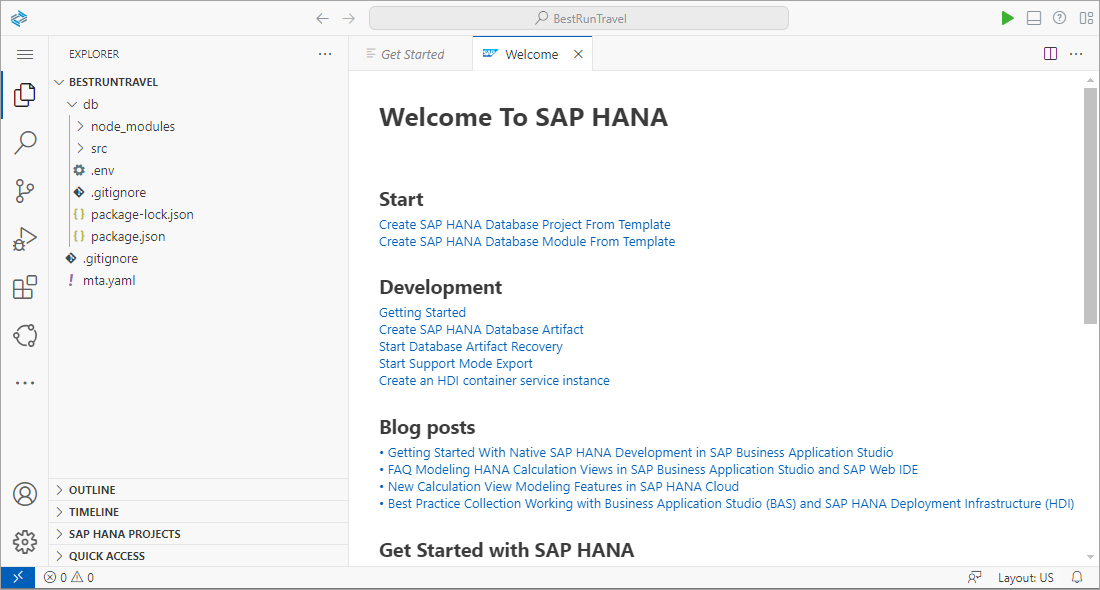 BestRunTravel
EXPLORER
BESTRUNTRAVEL
db
node_modules
src
.env
.gitignore
package-lock.json
package.json
.gitignore
mta.yaml
OUTLINE
TIMELINE
SAP HANA PROJECTS
QUICK ACCESS
Get Started
SAP Welcome
Welcome To SAP HANA
Start
Create SAP HANA Database Project From Template
Create SAP HANA Database Module From Template
Development
Getting Started
Create SAP HANA Database Artifact
Start Database Artifact Recovery
Start Support Mode Export
Create an HDI container service instance
Blog posts
• Getting Started With Native SAP HANA Development in SAP Business Application Studio
• FAQ Modeling HANA Calculation Views in SAP Business Application Studio and SAP Web IDE
• New Calculation View Modeling Features in SAP HANA Cloud
• Best Practice Collection Working with Business Application Studio (BAS) and SAP HANA Deployment Infrastructure (HDI)
Get Started with SAP HANA
0 0
Layout: US